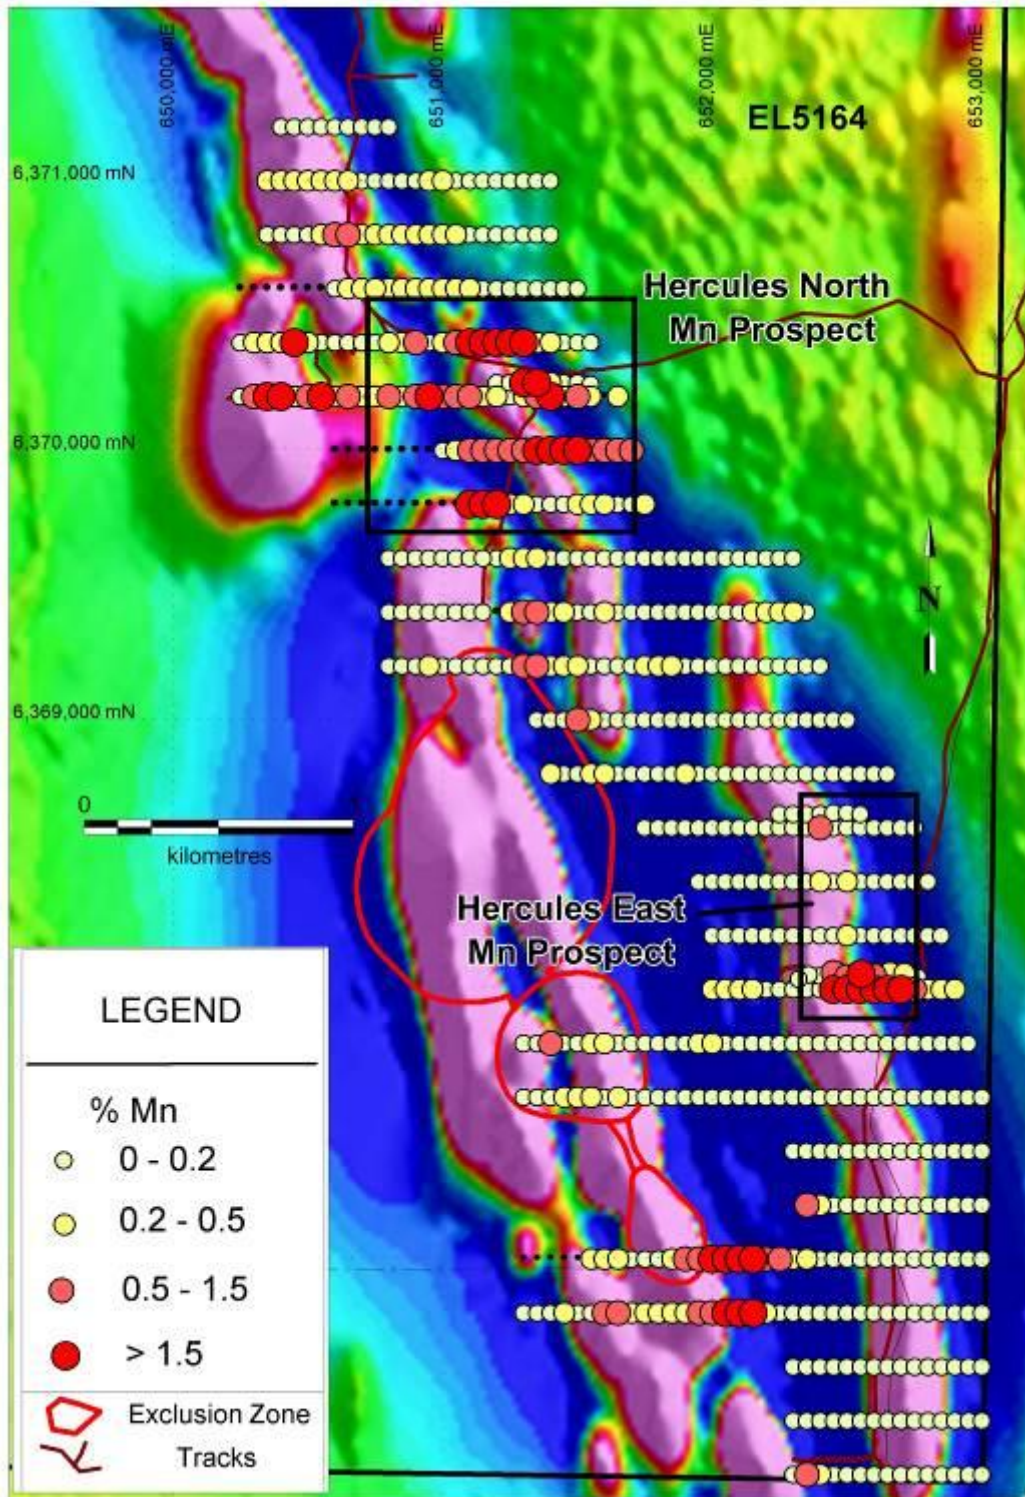 650,000 mE
651,000 mE
652,000 mE
653,000 mE
EL5164
6,371,000 mN
Hercules North
Mn Prospect
6,370,000 mN
N
6,369,000 mN
0
kilometres
Hercules East
Mn Prospect
LEGEND
% Mn
0 - 0.2
0.2 - 0.5
0.5 - 1.5
> 1.5
Exclusion Zone
Tracks